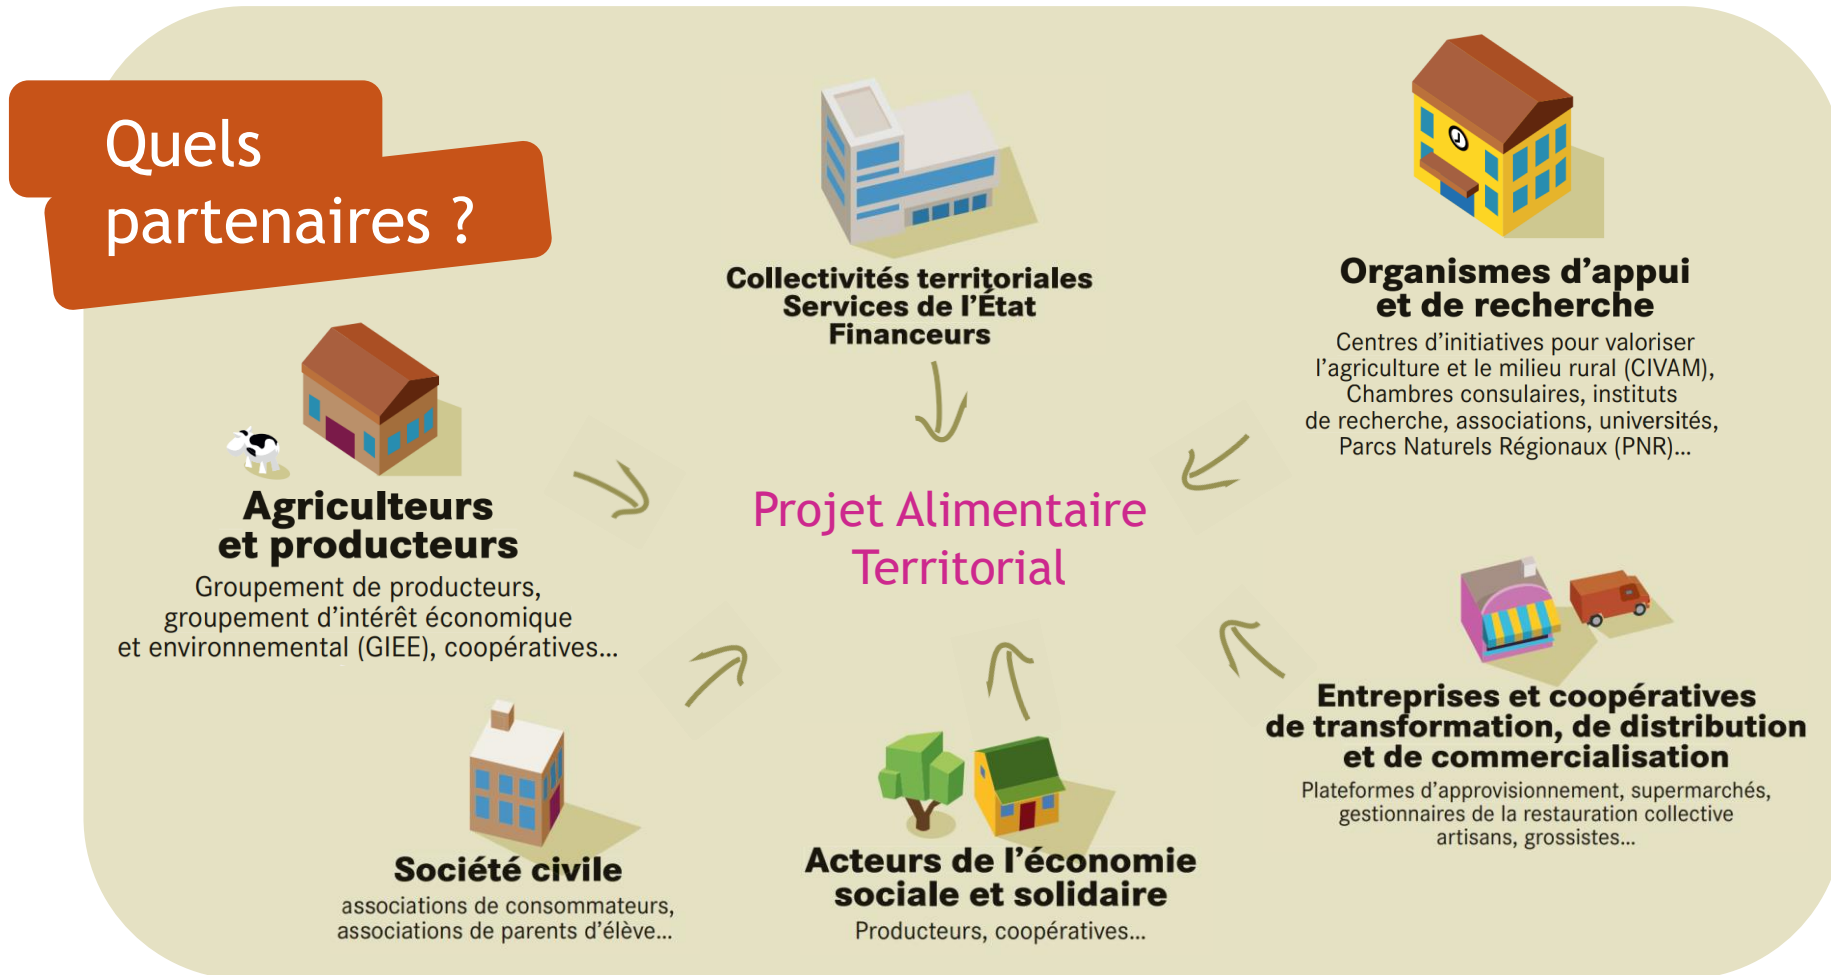 Quels
partenaires ?
Collectivités territoriales
Services de l'État
Financeurs
Organismes d'appui
et de recherche
Centres d'initiatives pour valoriser
l'agriculture et le milieu rural (CIVAM),
Chambres consulaires, instituts
de recherche, associations, universités,
Parcs Naturels Régionaux (PNR)...
Agriculteurs
et producteurs
Groupement de producteurs,
groupement d'intérêt économique
et environnemental (GIEE), coopératives...
Projet Alimentaire
Territorial
Entreprises et coopératives
de transformation, de distribution
et de commercialisation
Plateformes d'approvisionnement, supermarchés,
gestionnaires de la restauration collective
artisans, grossistes...
Société civile
associations de consommateurs,
associations de parents d'élève...
Acteurs de l'économie
sociale et solidaire
Producteurs, coopératives...